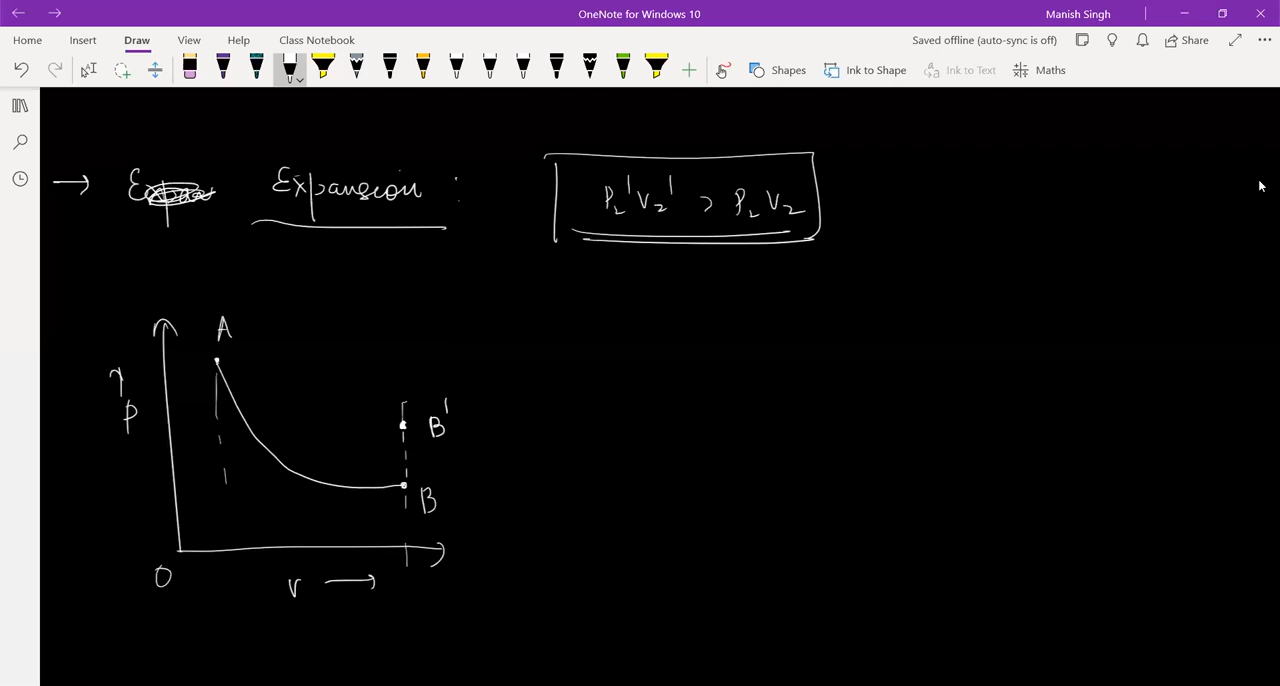 OneNote for Windows 10
Manish Singh
Home Insert Draw View Help Class Notebook
Saved offline (auto-sync is off) Share
Shapes Ink to Shape Ink to Text Maths
→ Expansion : P₂'V₂' > P₂V₂
A
↑
P
B'
B
O
V →